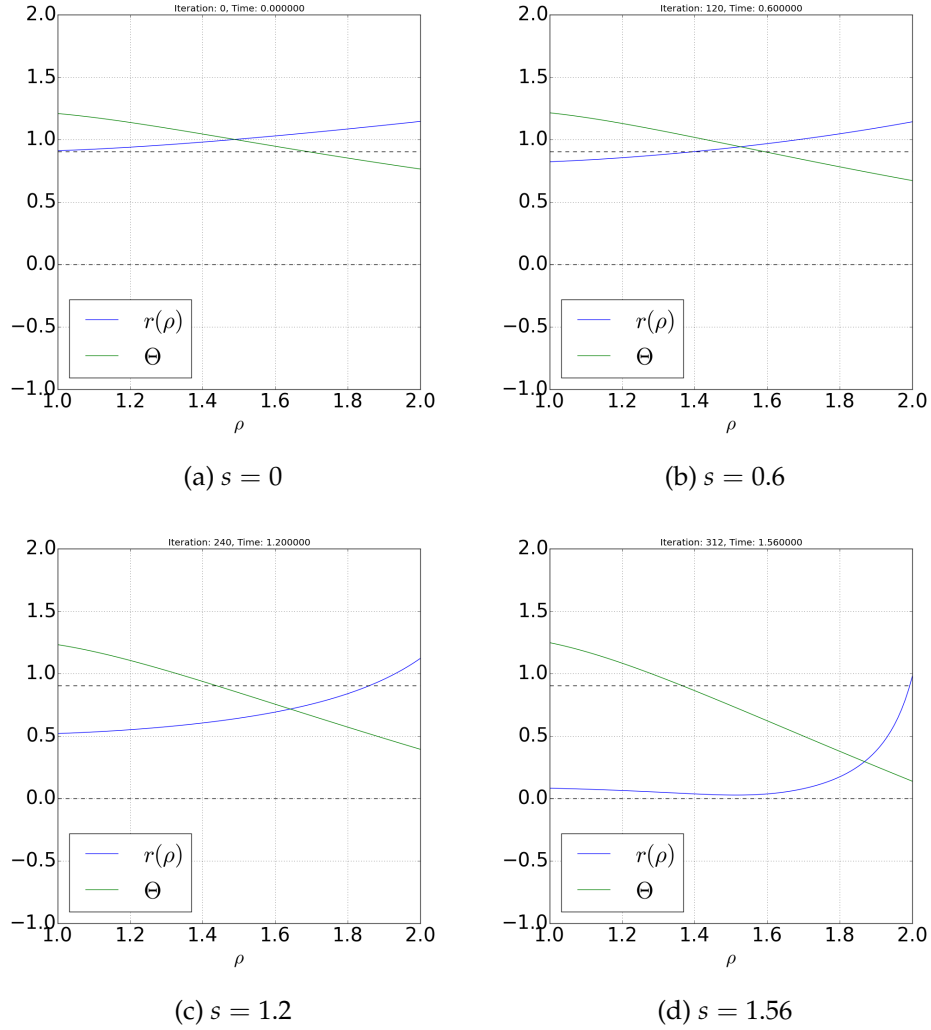 Iteration: 0, Time: 0.000000
2.0
1.5
1.0
0.5
0.0
−0.5
−1.0
r(ρ)
Θ
1.0 1.2 1.4 1.6 1.8 2.0
ρ
(a) s = 0
Iteration: 120, Time: 0.600000
2.0
1.5
1.0
0.5
0.0
−0.5
−1.0
r(ρ)
Θ
1.0 1.2 1.4 1.6 1.8 2.0
ρ
(b) s = 0.6
Iteration: 240, Time: 1.200000
2.0
1.5
1.0
0.5
0.0
−0.5
−1.0
r(ρ)
Θ
1.0 1.2 1.4 1.6 1.8 2.0
ρ
(c) s = 1.2
Iteration: 312, Time: 1.560000
2.0
1.5
1.0
0.5
0.0
−0.5
−1.0
r(ρ)
Θ
1.0 1.2 1.4 1.6 1.8 2.0
ρ
(d) s = 1.56